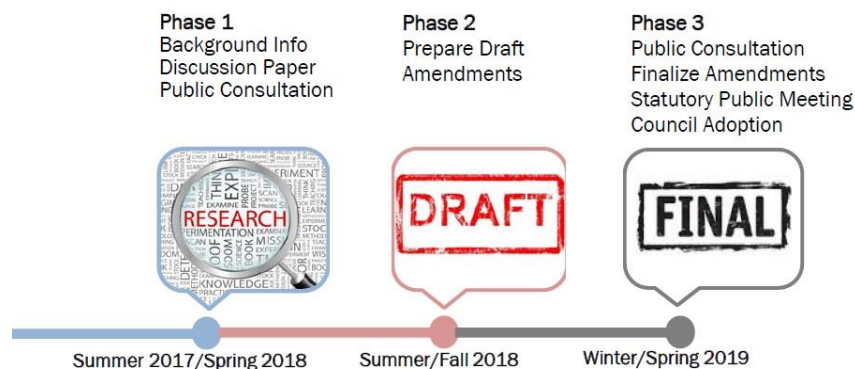 Phase 1
Background Info
Discussion Paper
Public Consultation
Phase 2
Prepare Draft
Amendments
Phase 3
Public Consultation
Finalize Amendments
Statutory Public Meeting
Council Adoption
RESEARCH
KNOWLEDGE
DRAFT
FINAL
Summer 2017/Spring 2018
Summer/Fall 2018
Winter/Spring 2019